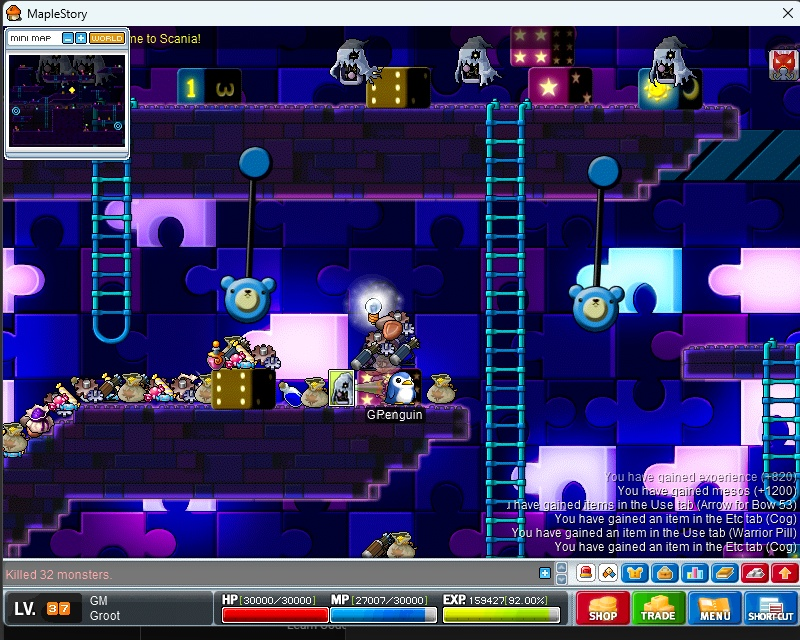 MapleStory
MINI MAP
WORLD
me to Scania!
1
3
GPenguin
You have gained experience (+820)
You have gained mesos (+1200)
u have gained items in the Use tab (Arrow for Bow 53)
You have gained an item in the Etc tab (Cog)
You have gained an item in the Use tab (Warrior Pill)
You have gained an item in the Etc tab (Cog)
Killed 32 monsters.
LV. 37
GM
Groot
HP [30000/30000]
MP [27007/30000]
EXP. 159427[92.00%]
SHOP
TRADE
MENU
SHORTCUT